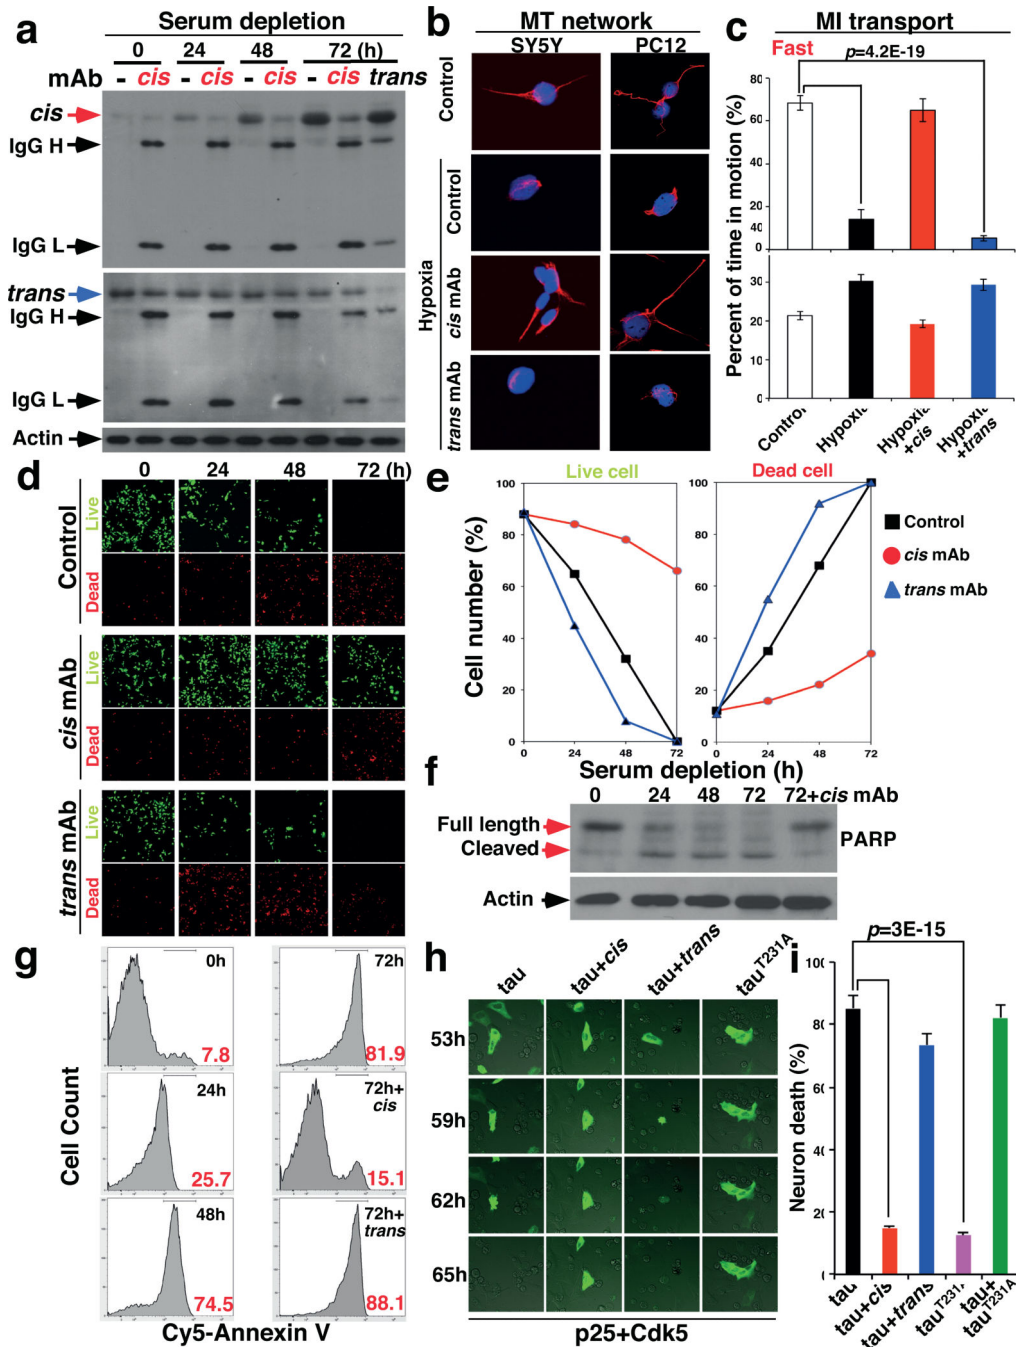 a
Serum depletion
0 24 48 72 (h)
mAb - cis - cis - cis - cis trans
cis
IgG H
IgG L
trans
IgG H
IgG L
Actin
b
MT network
SY5Y PC12
Control
Hypoxia
Control
cis mAb
trans mAb
c
MI transport
Fast
p=4.2E-19
Percent of time in motion (%)
80
60
40
20
0
30
20
10
0
Control
Hypoxia
Hypoxia
+cis
Hypoxia
+trans
d
0 24 48 72 (h)
Control
Live
Dead
cis mAb
Live
Dead
trans mAb
Live
Dead
e
Live cell Dead cell
Cell number (%)
100
80
60
40
20
0
0 24 48 72
100
80
60
40
20
0
0 24 48 72
Control
cis mAb
trans mAb
Serum depletion (h)
f
0 24 48 72 72+cis mAb
Full length
Cleaved
PARP
Actin
g
Cell Count
0h
7.8
72h
81.9
24h
25.7
72h+
cis
15.1
48h
74.5
72h+
trans
88.1
Cy5-Annexin V
h
tau tau+cis tau+trans tauT231A
53h
59h
62h
65h
p25+Cdk5
i
p=3E-15
Neuron death (%)
100
80
60
40
20
0
tau
tau+cis
tau+trans
tauT231A
tau+
tauT231A